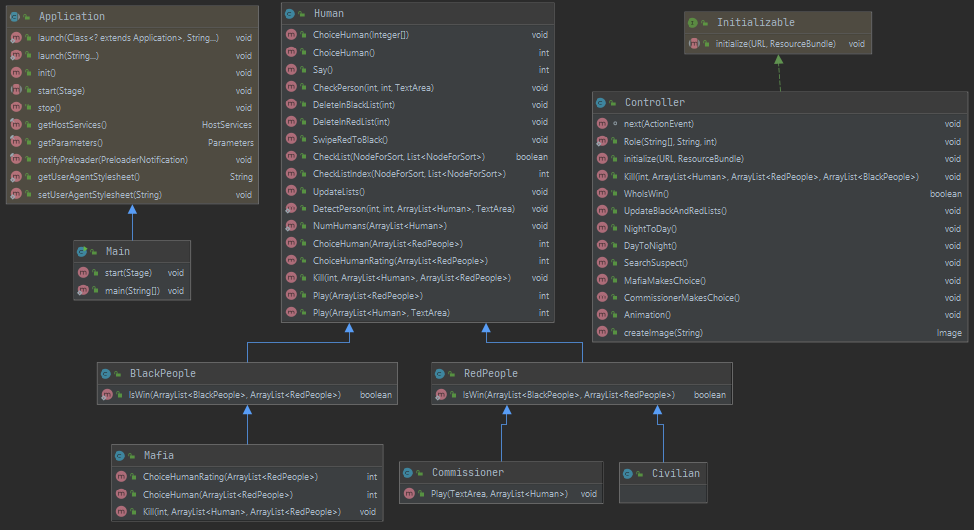 Application
launch(Class<? extends Application>, String...) void
launch(String...) void
init() void
start(Stage) void
stop() void
getHostServices() HostServices
getParameters() Parameters
notifyPreloader(PreloaderNotification) void
getUserAgentStylesheet() String
setUserAgentStylesheet(String) void
Main
start(Stage) void
main(String[]) void
Human
ChoiceHuman(Integer[]) void
ChoiceHuman() int
Say() int
CheckPerson(int, int, TextArea) void
DeleteInBlackList(int) void
DeleteInRedList(int) void
SwipeRedToBlack() void
CheckList(NodeForSort, List<NodeForSort>) boolean
CheckListIndex(NodeForSort, List<NodeForSort>) int
UpdateLists() void
DetectPerson(int, int, ArrayList<Human>, TextArea) void
NumHumans(ArrayList<Human>) void
ChoiceHuman(ArrayList<RedPeople>) int
ChoiceHumanRating(ArrayList<RedPeople>) int
Kill(int, ArrayList<Human>, ArrayList<RedPeople>) void
Play(ArrayList<RedPeople>) int
Play(ArrayList<Human>, TextArea) int
Initializable
initialize(URL, ResourceBundle) void
Controller
next(ActionEvent) void
Role(String[], String, int) void
initialize(URL, ResourceBundle) void
Kill(int, ArrayList<Human>, ArrayList<RedPeople>, ArrayList<BlackPeople>) void
WhoIsWin() boolean
UpdateBlackAndRedLists() void
NightToDay() void
DayToNight() void
SearchSuspect() void
MafiaMakesChoice() void
CommissionerMakesChoice() void
Animation() void
createImage(String) Image
BlackPeople
IsWin(ArrayList<BlackPeople>, ArrayList<RedPeople>) boolean
RedPeople
IsWin(ArrayList<BlackPeople>, ArrayList<RedPeople>) boolean
Mafia
ChoiceHumanRating(ArrayList<RedPeople>) int
ChoiceHuman(ArrayList<RedPeople>) int
Kill(int, ArrayList<Human>, ArrayList<RedPeople>) void
Commissioner
Play(TextArea, ArrayList<Human>) void
Civilian